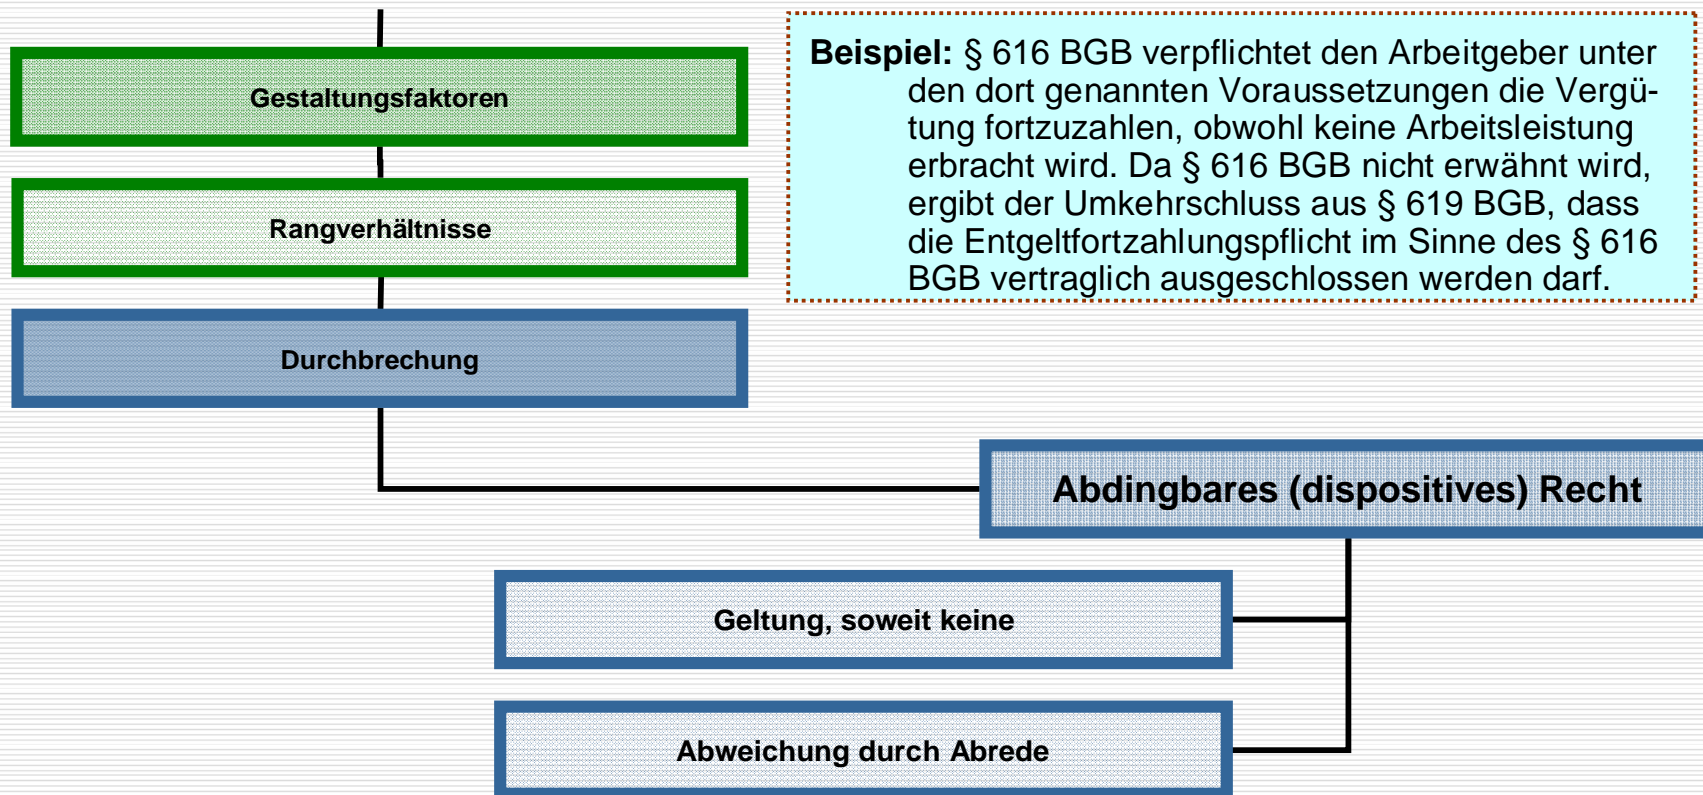 Gestaltungsfaktoren
Rangverhältnisse
Durchbrechung
Beispiel: § 616 BGB verpflichtet den Arbeitgeber unter
den dort genannten Voraussetzungen die Vergü-
tung fortzuzahlen, obwohl keine Arbeitsleistung
erbracht wird. Da § 616 BGB nicht erwähnt wird,
ergibt der Umkehrschluss aus § 619 BGB, dass
die Entgeltfortzahlungspflicht im Sinne des § 616
BGB vertraglich ausgeschlossen werden darf.
Abdingbares (dispositives) Recht
Geltung, soweit keine
Abweichung durch Abrede